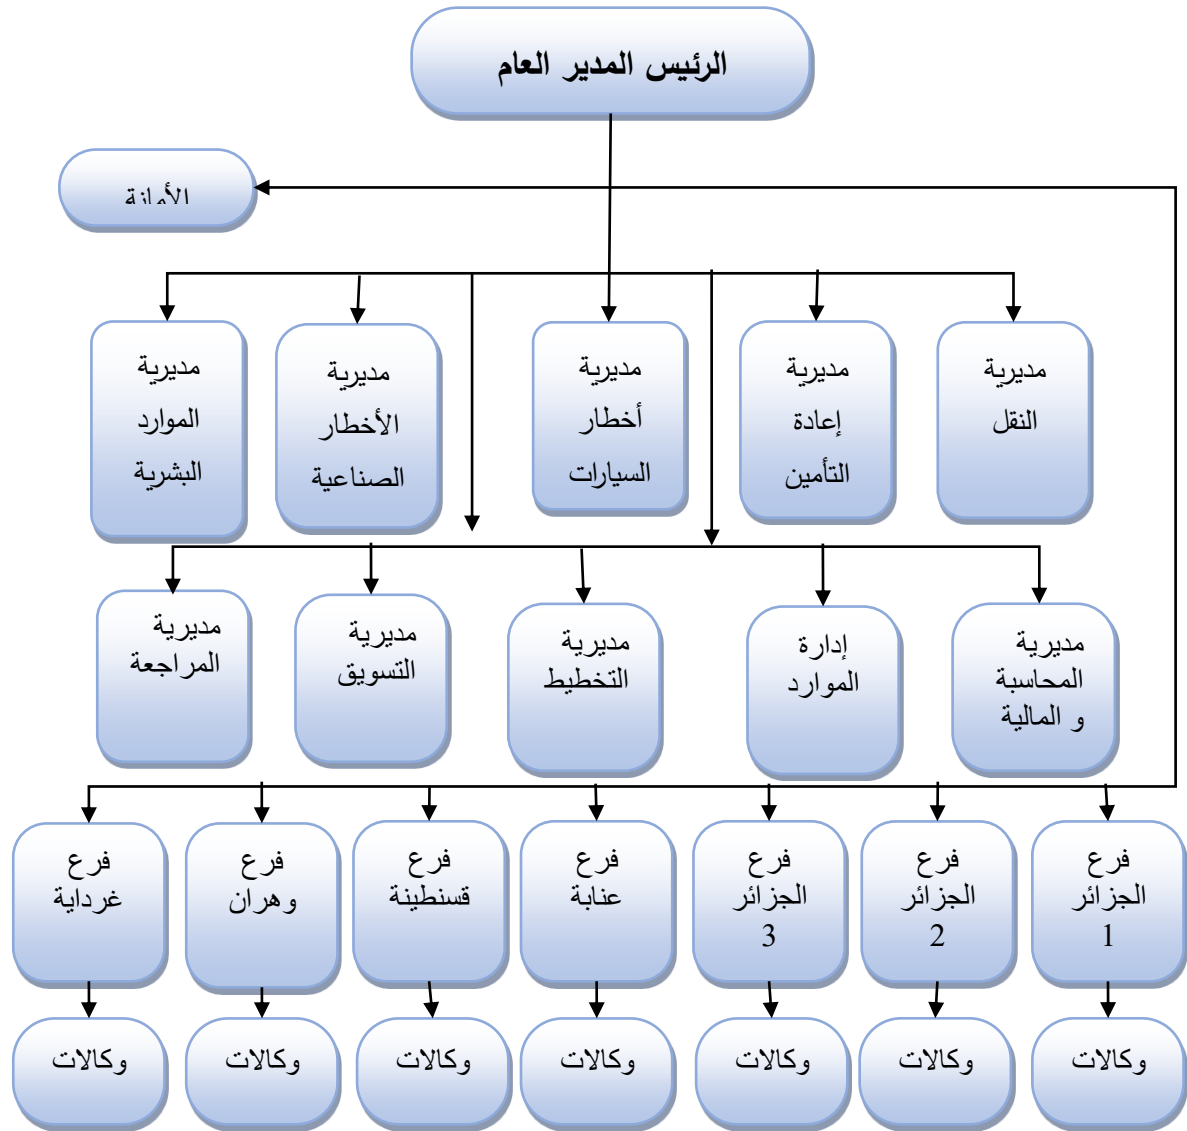 الرئيس المدير العام
الأمانة
مديرية
النقل
مديرية
إعادة
التأمين
مديرية
أخطار
السيارات
مديرية
الأخطار
الصناعية
مديرية
الموارد
البشرية
مديرية
المحاسبة
و المالية
إدارة
الموارد
مديرية
التخطيط
مديرية
التسويق
مديرية
المراجعة
فرع
الجزائر
1
فرع
الجزائر
2
فرع
الجزائر
3
فرع
عنابة
فرع
قسنطينة
فرع
وهران
فرع
غرداية
وكالات
وكالات
وكالات
وكالات
وكالات
وكالات
وكالات